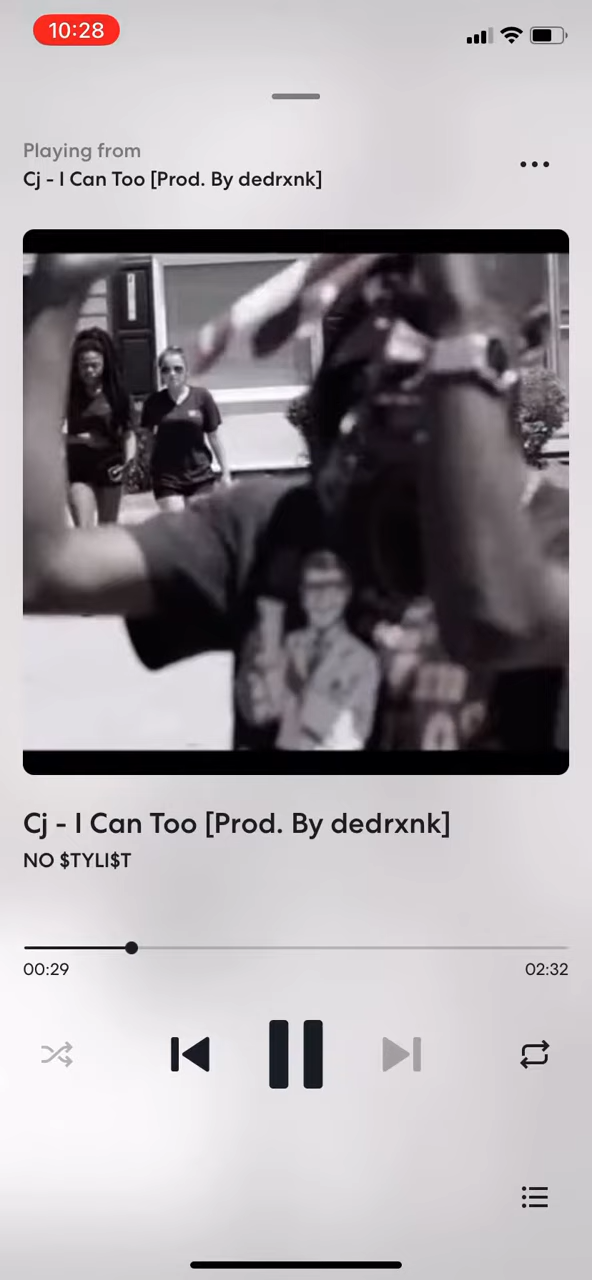 10:28
Playing from
Cj - I Can Too [Prod. By dedrxnk]
Cj - I Can Too [Prod. By dedrxnk]
NO $TYLI$T
00:29
02:32